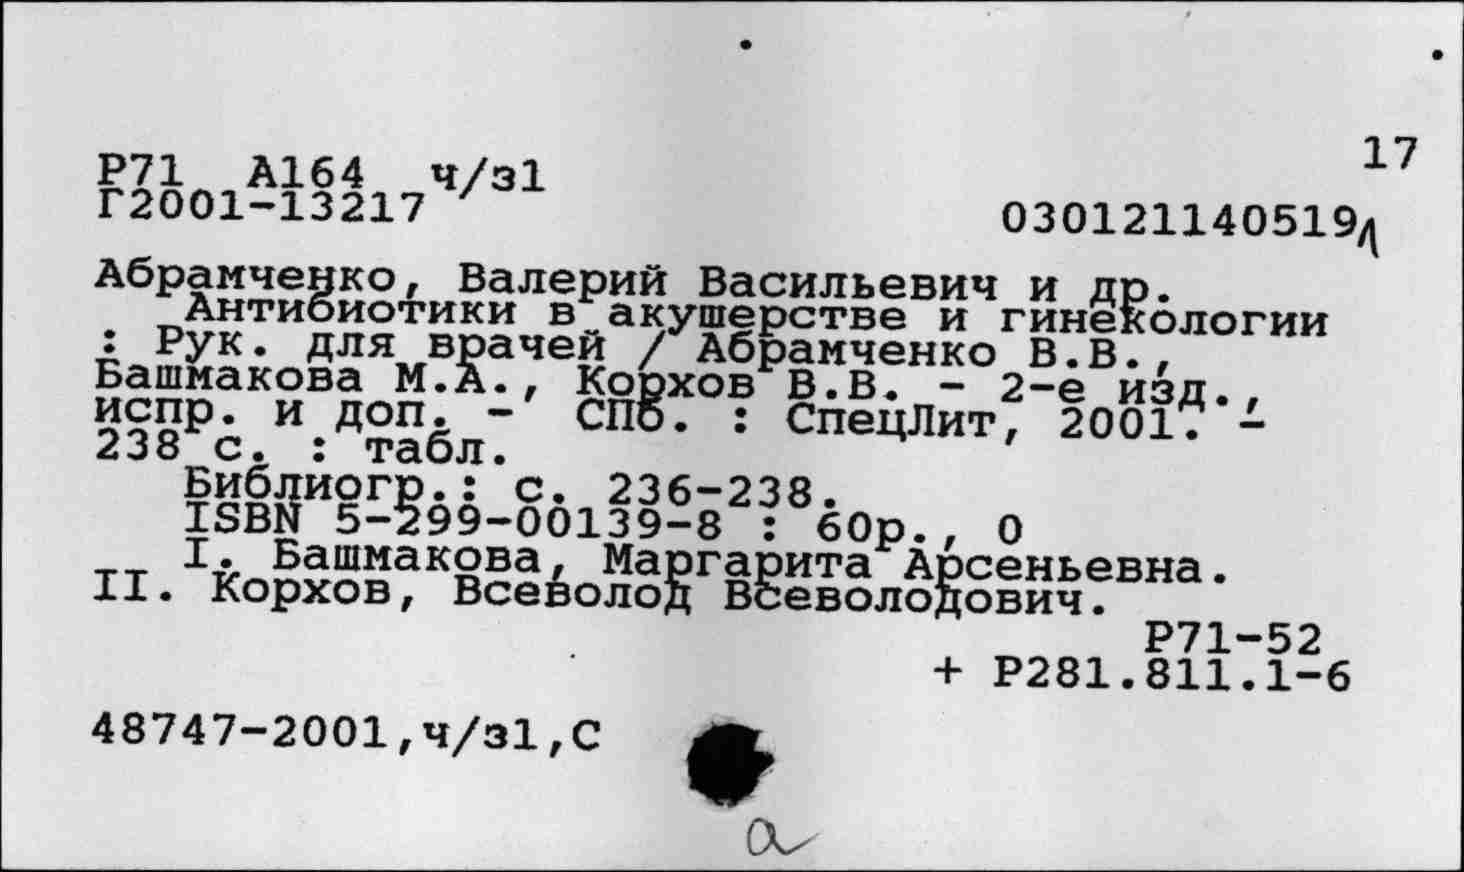 17
Р71 А164 ч/з1
Г2001-13217
030121140519д
Абрамченко, Валерий Васильевич и др.
Антибиотики в акушерстве и гинекологии
: Рук. для врачей / Абрамченко В.В.,
Башмакова М.А., Корхов В.В. - 2-е изд.,
испр. и доп. - СПб. : СпецЛит, 2001. -
238 с. : табл.
Библиогр.: с. 236-238.
ISBN 5-299-00139-8 : 60р., 0
I. Башмакова, Маргарита Арсеньевна.
II. Корхов, Всеволод Всеволодович.
Р71-52
+ Р281.811.1-6
48747-2001,ч/з1,С
а